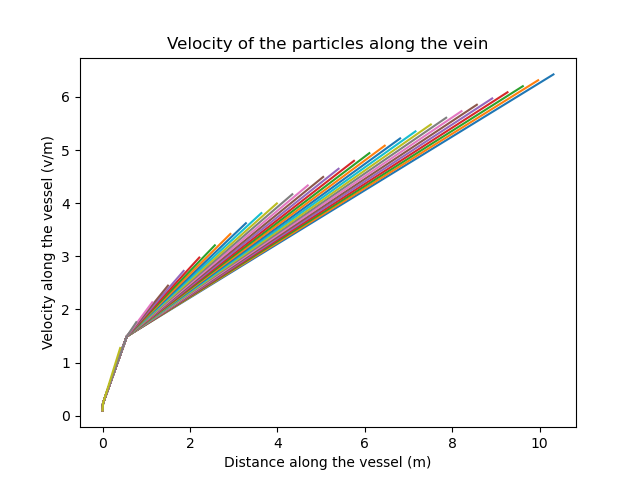 Velocity of the particles along the vein
Velocity along the vessel (v/m)
6
5
4
3
2
1
0
0 2 4 6 8 10
Distance along the vessel (m)